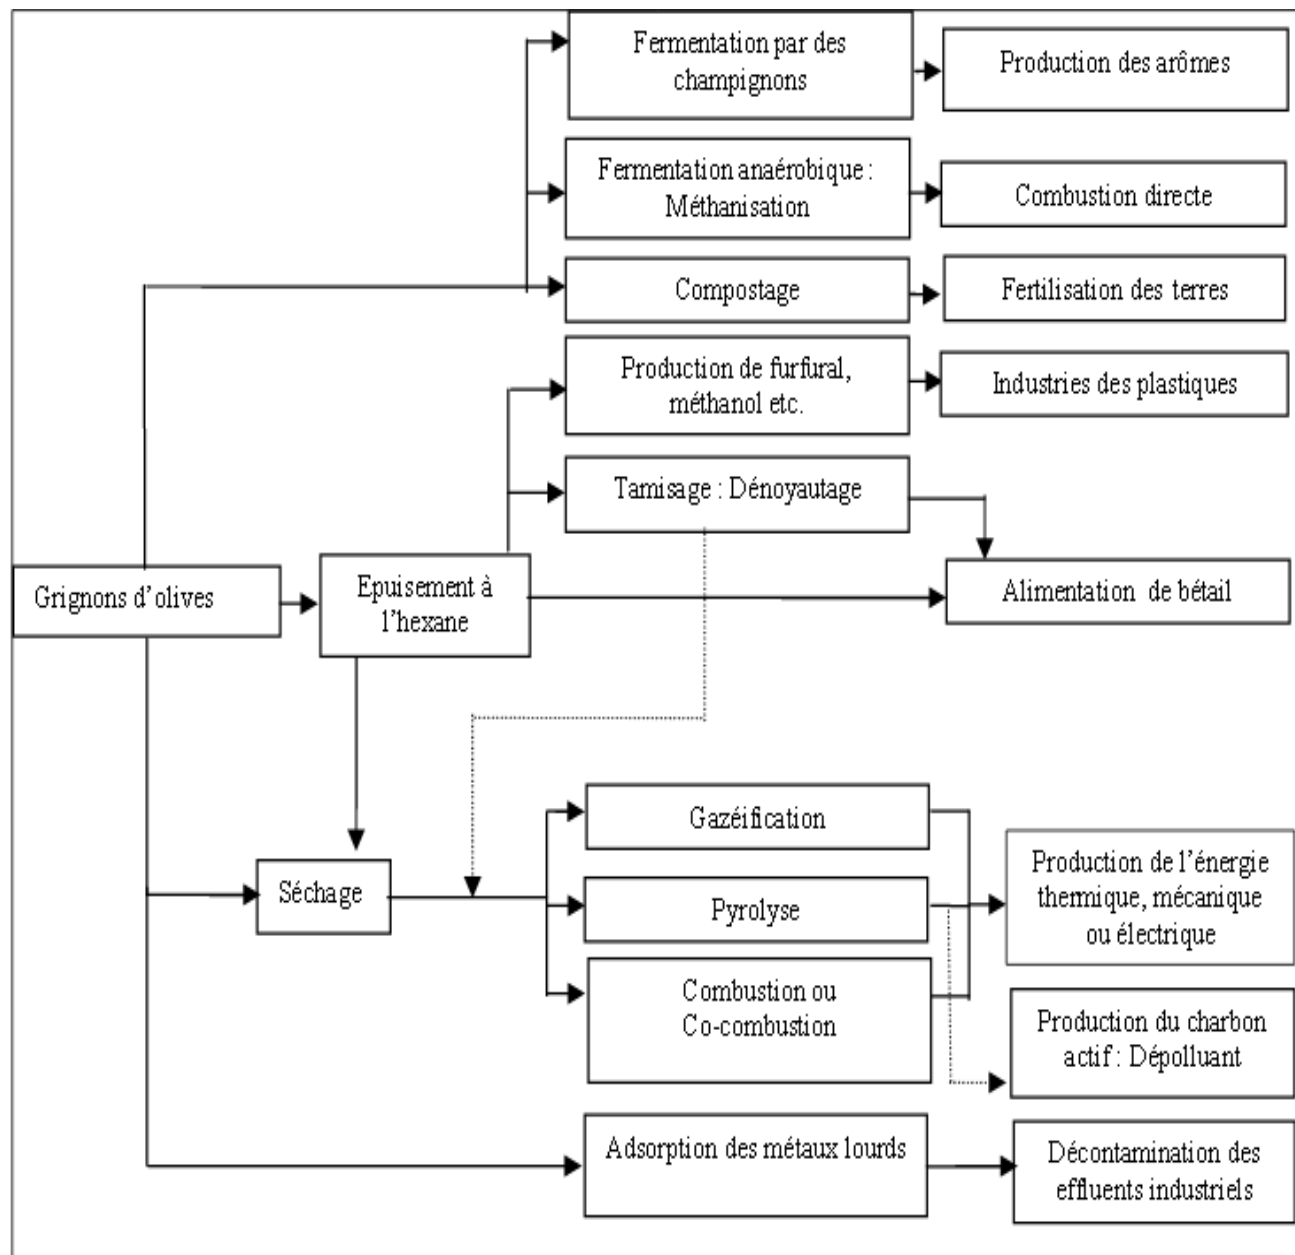 Fermentation par des
champignons
Production des arômes
Fermentation anaérobique :
Méthanisation
Combustion directe
Compostage
Fertilisation des terres
Production de furfural,
méthanol etc.
Industries des plastiques
Tamisage : Dénoyautage
Grignons d’olives
Epuisement à
l’hexane
Alimentation de bétail
Gazéification
Séchage
Pyrolyse
Production de l’énergie
thermique, mécanique
ou électrique
Combustion ou
Co-combustion
Production du charbon
actif : Dépolluant
Adsorption des métaux lourds
Décontamination des
effluents industriels